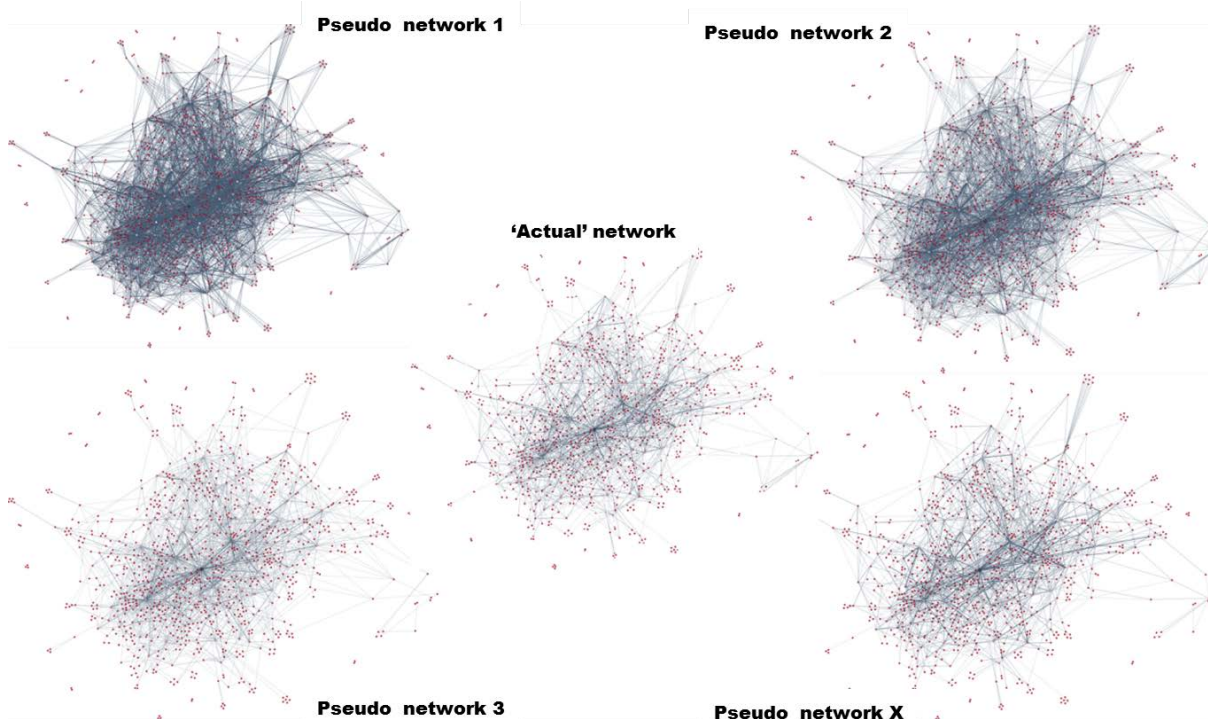 Pseudo  network 1
Pseudo  network 2
‘Actual’ network
Pseudo  network 3
Pseudo  network X